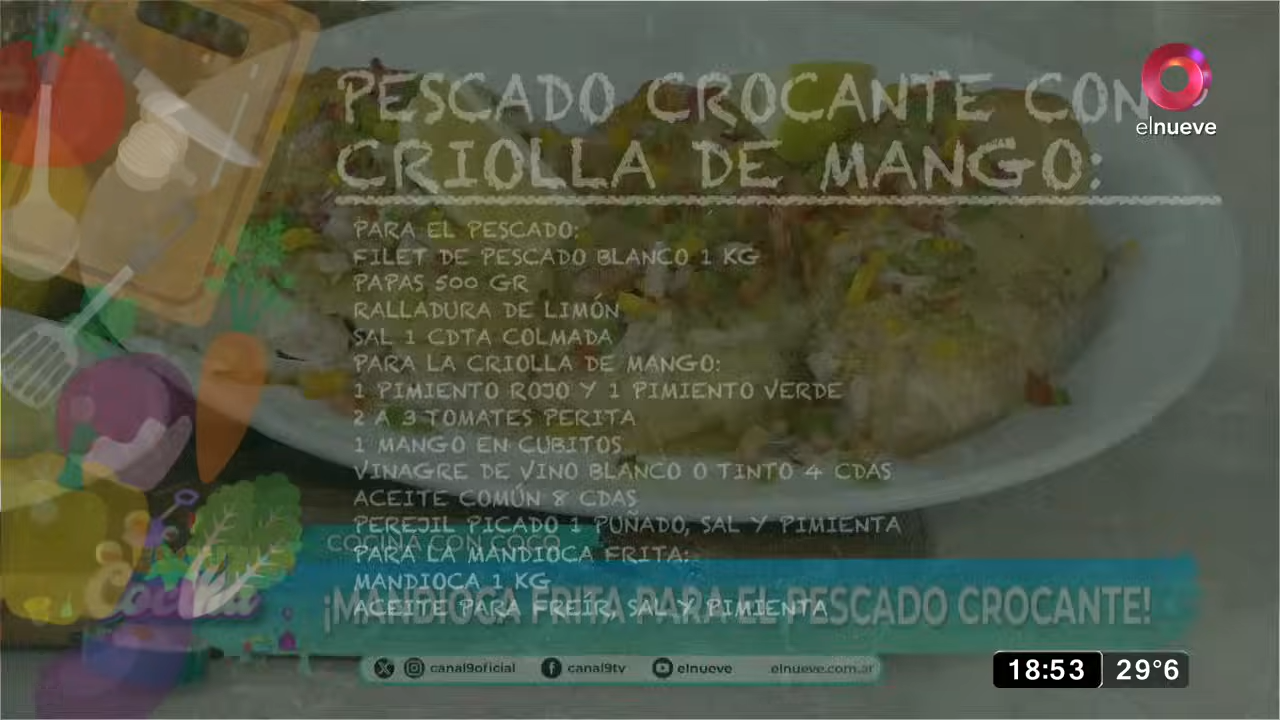 PESCADO CROCANTE CON
CRIOLLA DE MANGO:
elnueve
PARA EL PESCADO:
FILET DE PESCADO BLANCO 1 KG
PAPAS 500 GR
RALLADURA DE LIMÓN
SAL 1 CDTA COLMADA
PARA LA CRIOLLA DE MANGO:
1 PIMIENTO ROJO Y 1 PIMIENTO VERDE
2 A 3 TOMATES PERITA
1 MANGO EN CUBITOS
VINAGRE DE VINO BLANCO O TINTO 4 CDAS
ACEITE COMÚN 8 CDAS
PEREJIL PICADO 1 PUÑADO, SAL Y PIMIENTA
COCINA CON COCO
PARA LA MANDIOCA FRITA:
MANDIOCA 1 KG
ACEITE PARA FREÍR, SAL Y PIMIENTA
Cocina
¡MANDIOCA FRITA PARA EL PESCADO CROCANTE!
canal9oficial canal9tv elnueve elnueve.com.ar
18:53 29°6